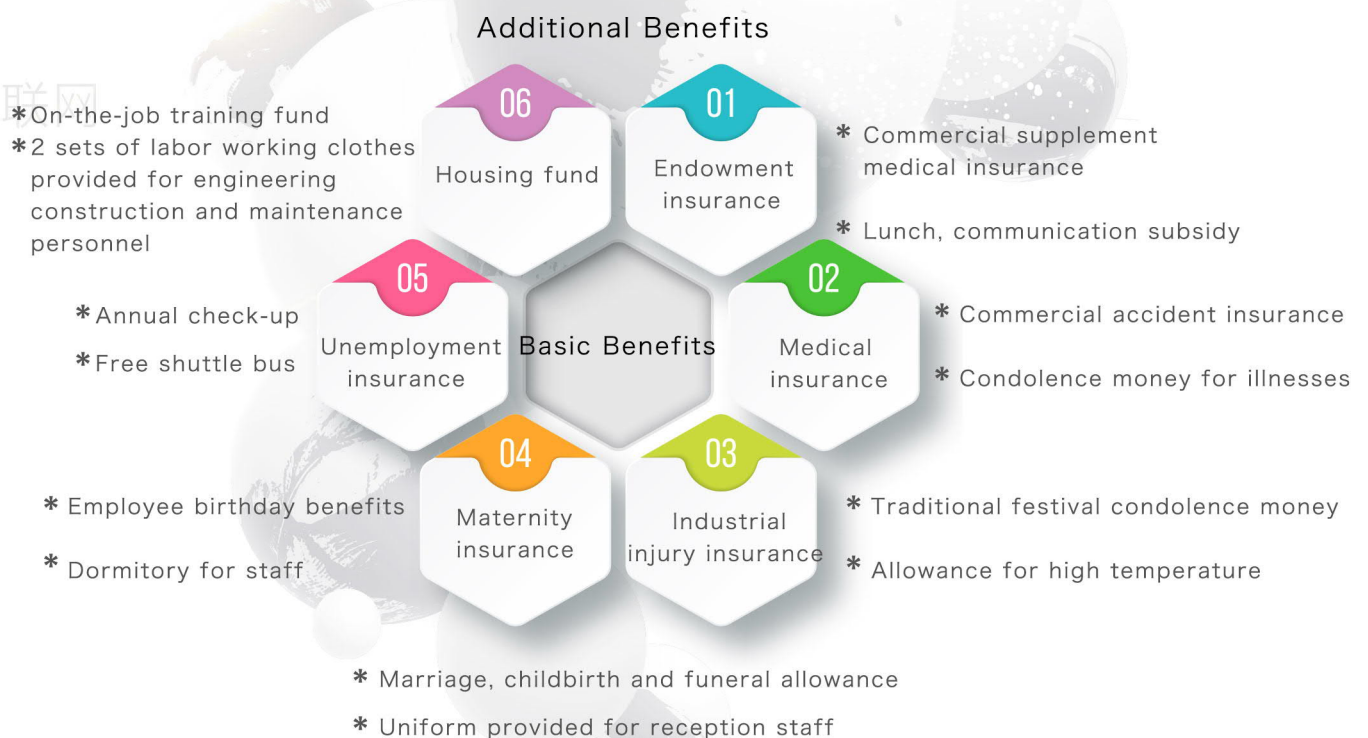 Additional Benefits
联网
*On-the-job training fund
*2 sets of labor working clothes
provided for engineering
construction and maintenance
personnel
06
Housing fund
01
Endowment
insurance
* Commercial supplement
medical insurance
* Lunch, communication subsidy
*Annual check-up
*Free shuttle bus
05
Unemployment
insurance
Basic Benefits
02
Medical
insurance
* Commercial accident insurance
* Condolence money for illnesses
* Employee birthday benefits
* Dormitory for staff
04
Maternity
insurance
03
Industrial
injury insurance
* Traditional festival condolence money
* Allowance for high temperature
* Marriage, childbirth and funeral allowance
* Uniform provided for reception staff